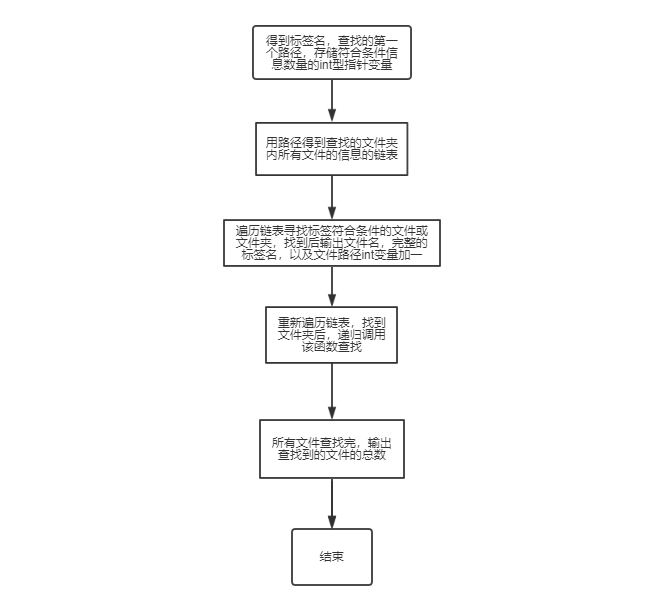 得到标签名，查找的第一
个路径，存储符合条件信
息数量的int型指针变量
用路径得到查找的文件夹
内所有文件的信息的链表
遍历链表寻找标签符合条件的文件或
文件夹，找到后输出文件名，完整的
标签名，以及文件路径int变量加一
重新遍历链表，找到
文件夹后，递归调用
该函数查找
所有文件查找完，输出
查找到的文件的总数
结束